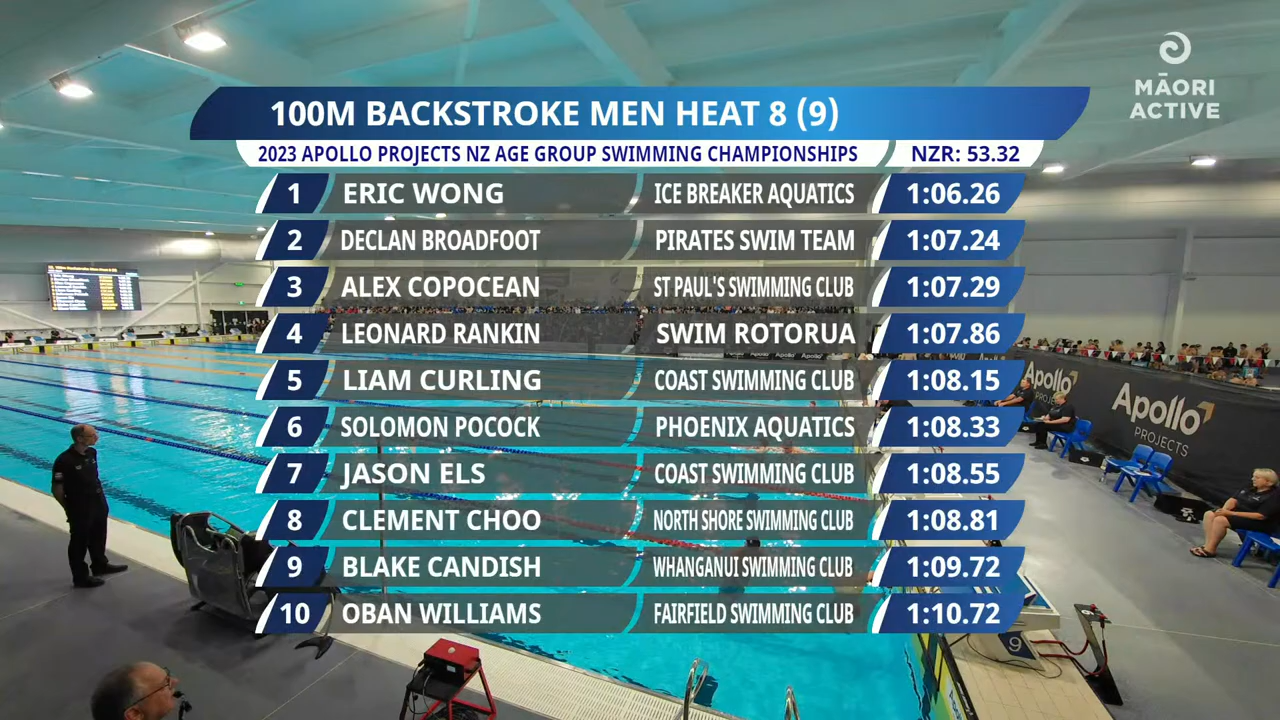 MĀORI
ACTIVE
100M BACKSTROKE MEN HEAT 8 (9)
2023 APOLLO PROJECTS NZ AGE GROUP SWIMMING CHAMPIONSHIPS NZR: 53.32
1 ERIC WONG ICE BREAKER AQUATICS 1:06.26
2 DECLAN BROADFOOT PIRATES SWIM TEAM 1:07.24
3 ALEX COPOCEAN ST PAUL'S SWIMMING CLUB 1:07.29
4 LEONARD RANKIN SWIM ROTORUA 1:07.86
5 LIAM CURLING COAST SWIMMING CLUB 1:08.15
6 SOLOMON POCOCK PHOENIX AQUATICS 1:08.33
7 JASON ELS COAST SWIMMING CLUB 1:08.55
8 CLEMENT CHOO NORTH SHORE SWIMMING CLUB 1:08.81
9 BLAKE CANDISH WHANGANUI SWIMMING CLUB 1:09.72
10 OBAN WILLIAMS FAIRFIELD SWIMMING CLUB 1:10.72
Apollo
Apollo
PROJECTS
9